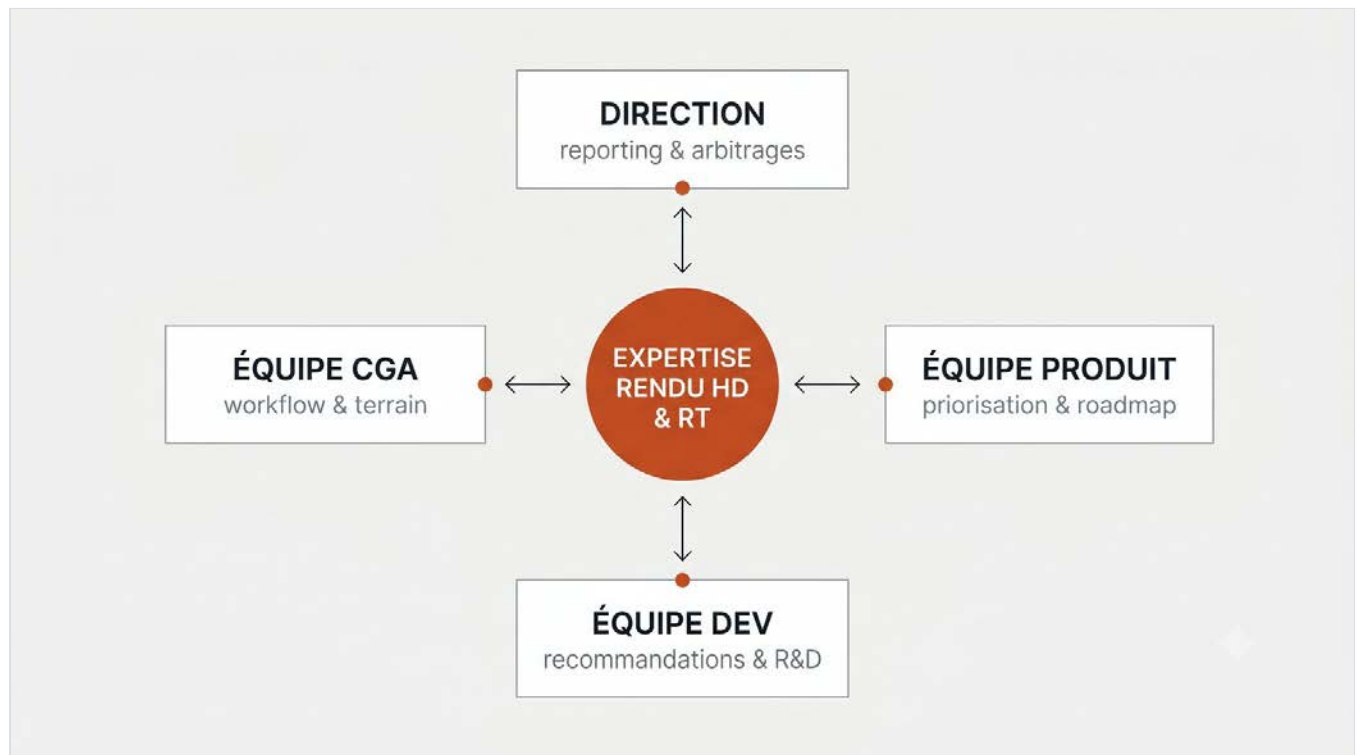 DIRECTION
reporting & arbitrages
ÉQUIPE CGA
workflow & terrain
EXPERTISE
RENDU HD
& RT
ÉQUIPE PRODUIT
priorisation & roadmap
ÉQUIPE DEV
recommandations & R&D